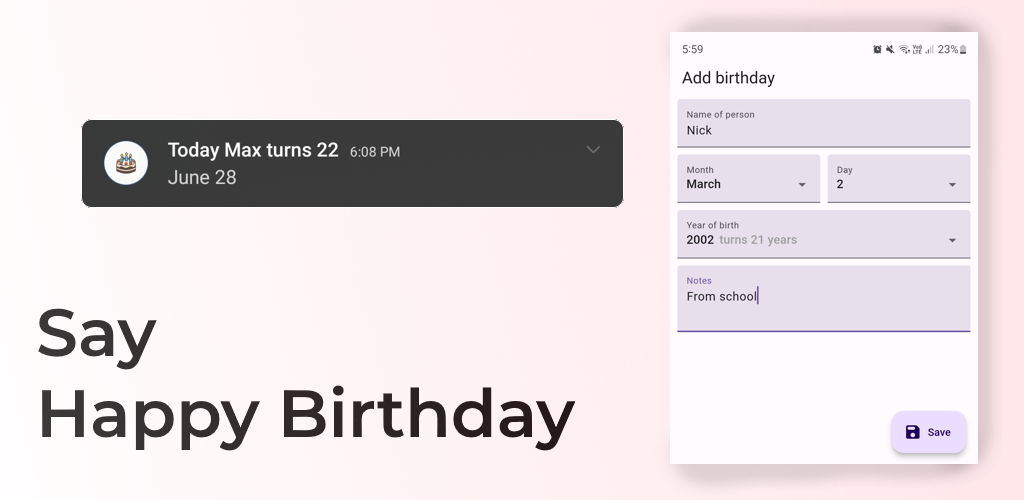 Today Max turns 22 6:08 PM
June 28
Say
Happy Birthday
5:59 23%
Add birthday
Name of person
Nick
Month Day
March 2
Year of birth
2002 turns 21 years
Notes
From school
Save